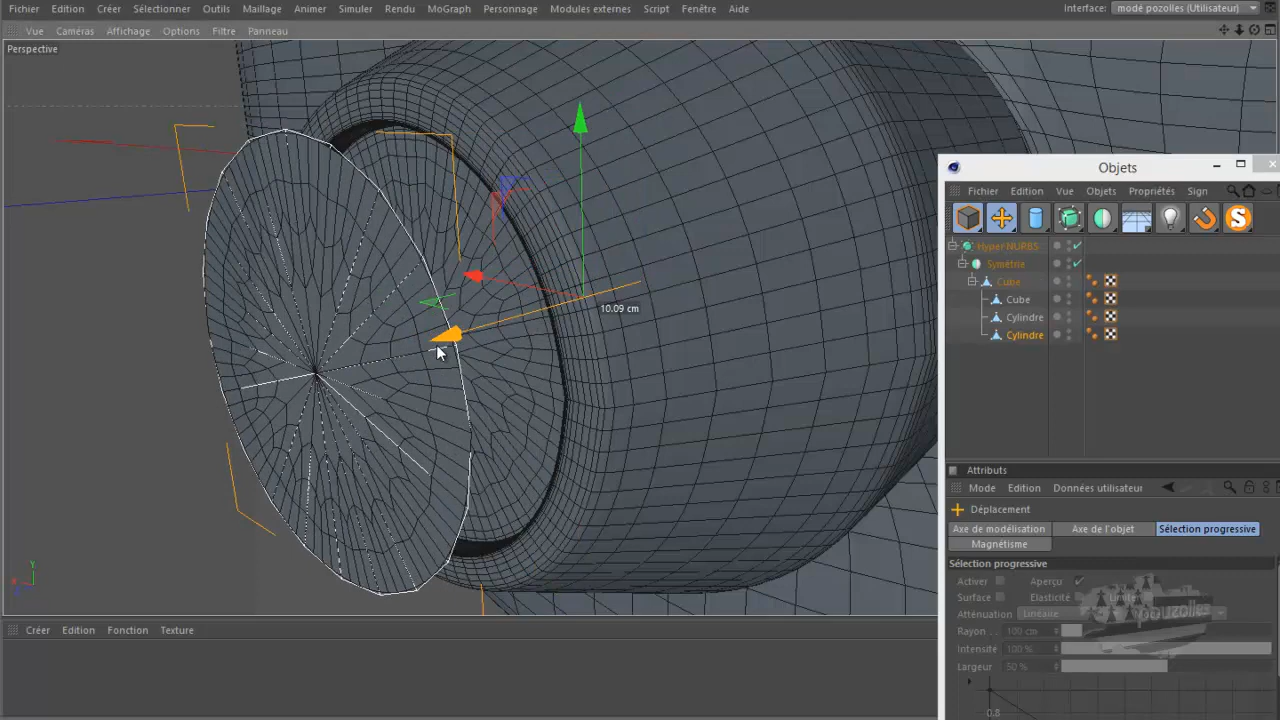 Fichier Edition Créer Sélectionner Outils Maillage Animer Simuler Rendu MoGraph Personnage Modules externes Script Fenêtre Aide Interface: modé pozolles (Utilisateur)
Vue Caméras Affichage Options Filtre Panneau
Perspective
Objets
Fichier Edition Vue Objets Propriétés Sign
S
HyperNURBS
Symétrie
Cube
Cube
Cylindre
Cylindre
10.09 cm
Attributs
Mode Edition Données utilisateur
Déplacement
Axe de modélisation Axe de l'objet Sélection progressive
Magnétisme
Sélection progressive
Activer Aperçu
Surface Elasticité Limiter
Atténuation Linéaire
Rayon . . 100 cm
Intensité 100 %
Largeur 50 %
0.8
Y
Créer Edition Fonction Texture